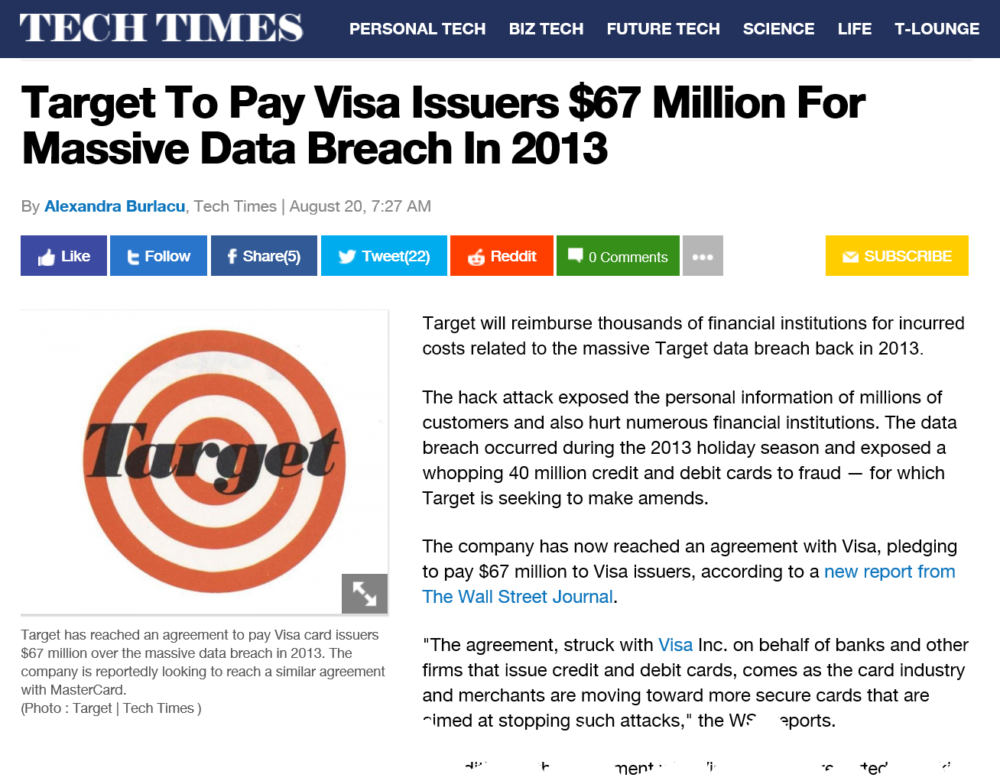 TECH TIMES
PERSONAL TECH BIZ TECH FUTURE TECH SCIENCE LIFE T-LOUNGE
Target To Pay Visa Issuers $67 Million For
Massive Data Breach In 2013
By Alexandra Burlacu, Tech Times | August 20, 7:27 AM
Like Follow Share(5) Tweet(22) Reddit 0 Comments SUBSCRIBE
Target
Target has reached an agreement to pay Visa card issuers
$67 million over the massive data breach in 2013. The
company is reportedly looking to reach a similar agreement
with MasterCard.
(Photo : Target | Tech Times )
Target will reimburse thousands of financial institutions for incurred
costs related to the massive Target data breach back in 2013.
The hack attack exposed the personal information of millions of
customers and also hurt numerous financial institutions. The data
breach occurred during the 2013 holiday season and exposed a
whopping 40 million credit and debit cards to fraud — for which
Target is seeking to make amends.
The company has now reached an agreement with Visa, pledging
to pay $67 million to Visa issuers, according to a new report from
The Wall Street Journal.
"The agreement, struck with Visa Inc. on behalf of banks and other
firms that issue credit and debit cards, comes as the card industry
and merchants are moving toward more secure cards that are
aimed at stopping such attacks," the WSJ reports.